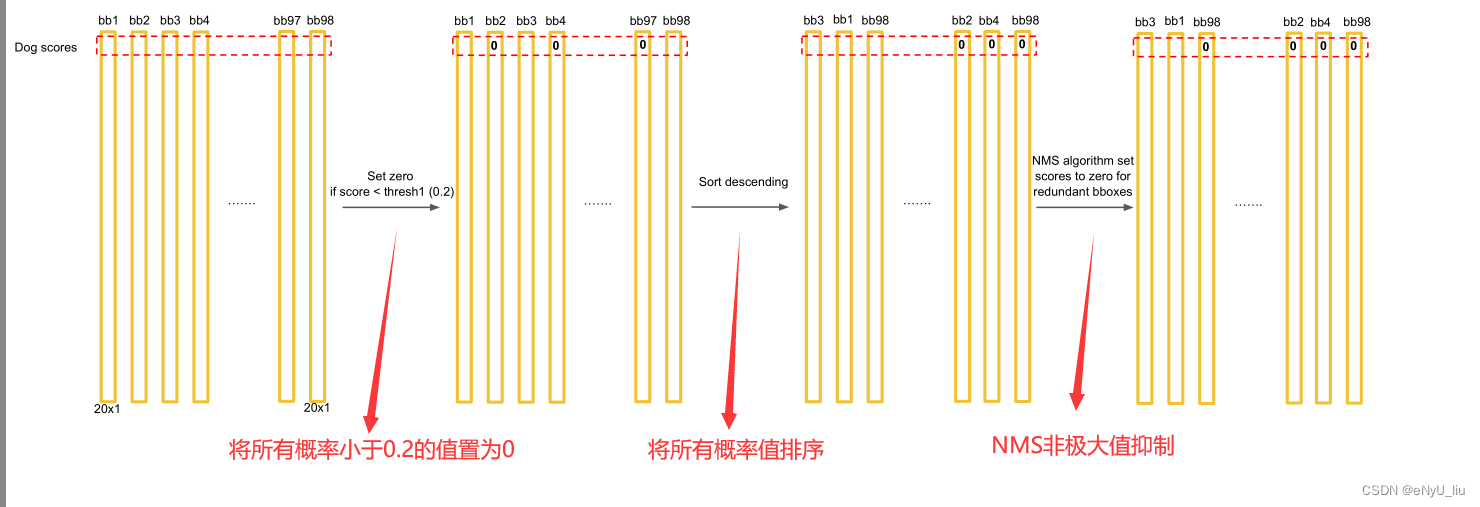 bb1 bb2 bb3 bb4 bb97 bb98
bb1 bb2 bb3 bb4 bb97 bb98
bb3 bb1 bb98 bb2 bb4 bb98
bb3 bb1 bb98 bb2 bb4 bb98
Dog scores
0 0 0
0 0 0
0 0 0 0
Set zero
if score < thresh1 (0.2)
Sort descending
NMS algorithm set
scores to zero for
redundant bboxes
.......
.......
.......
.......
20x1 20x1
将所有概率小于0.2的值置为0
将所有概率值排序
NMS非极大值抑制
CSDN @eNyU_liu